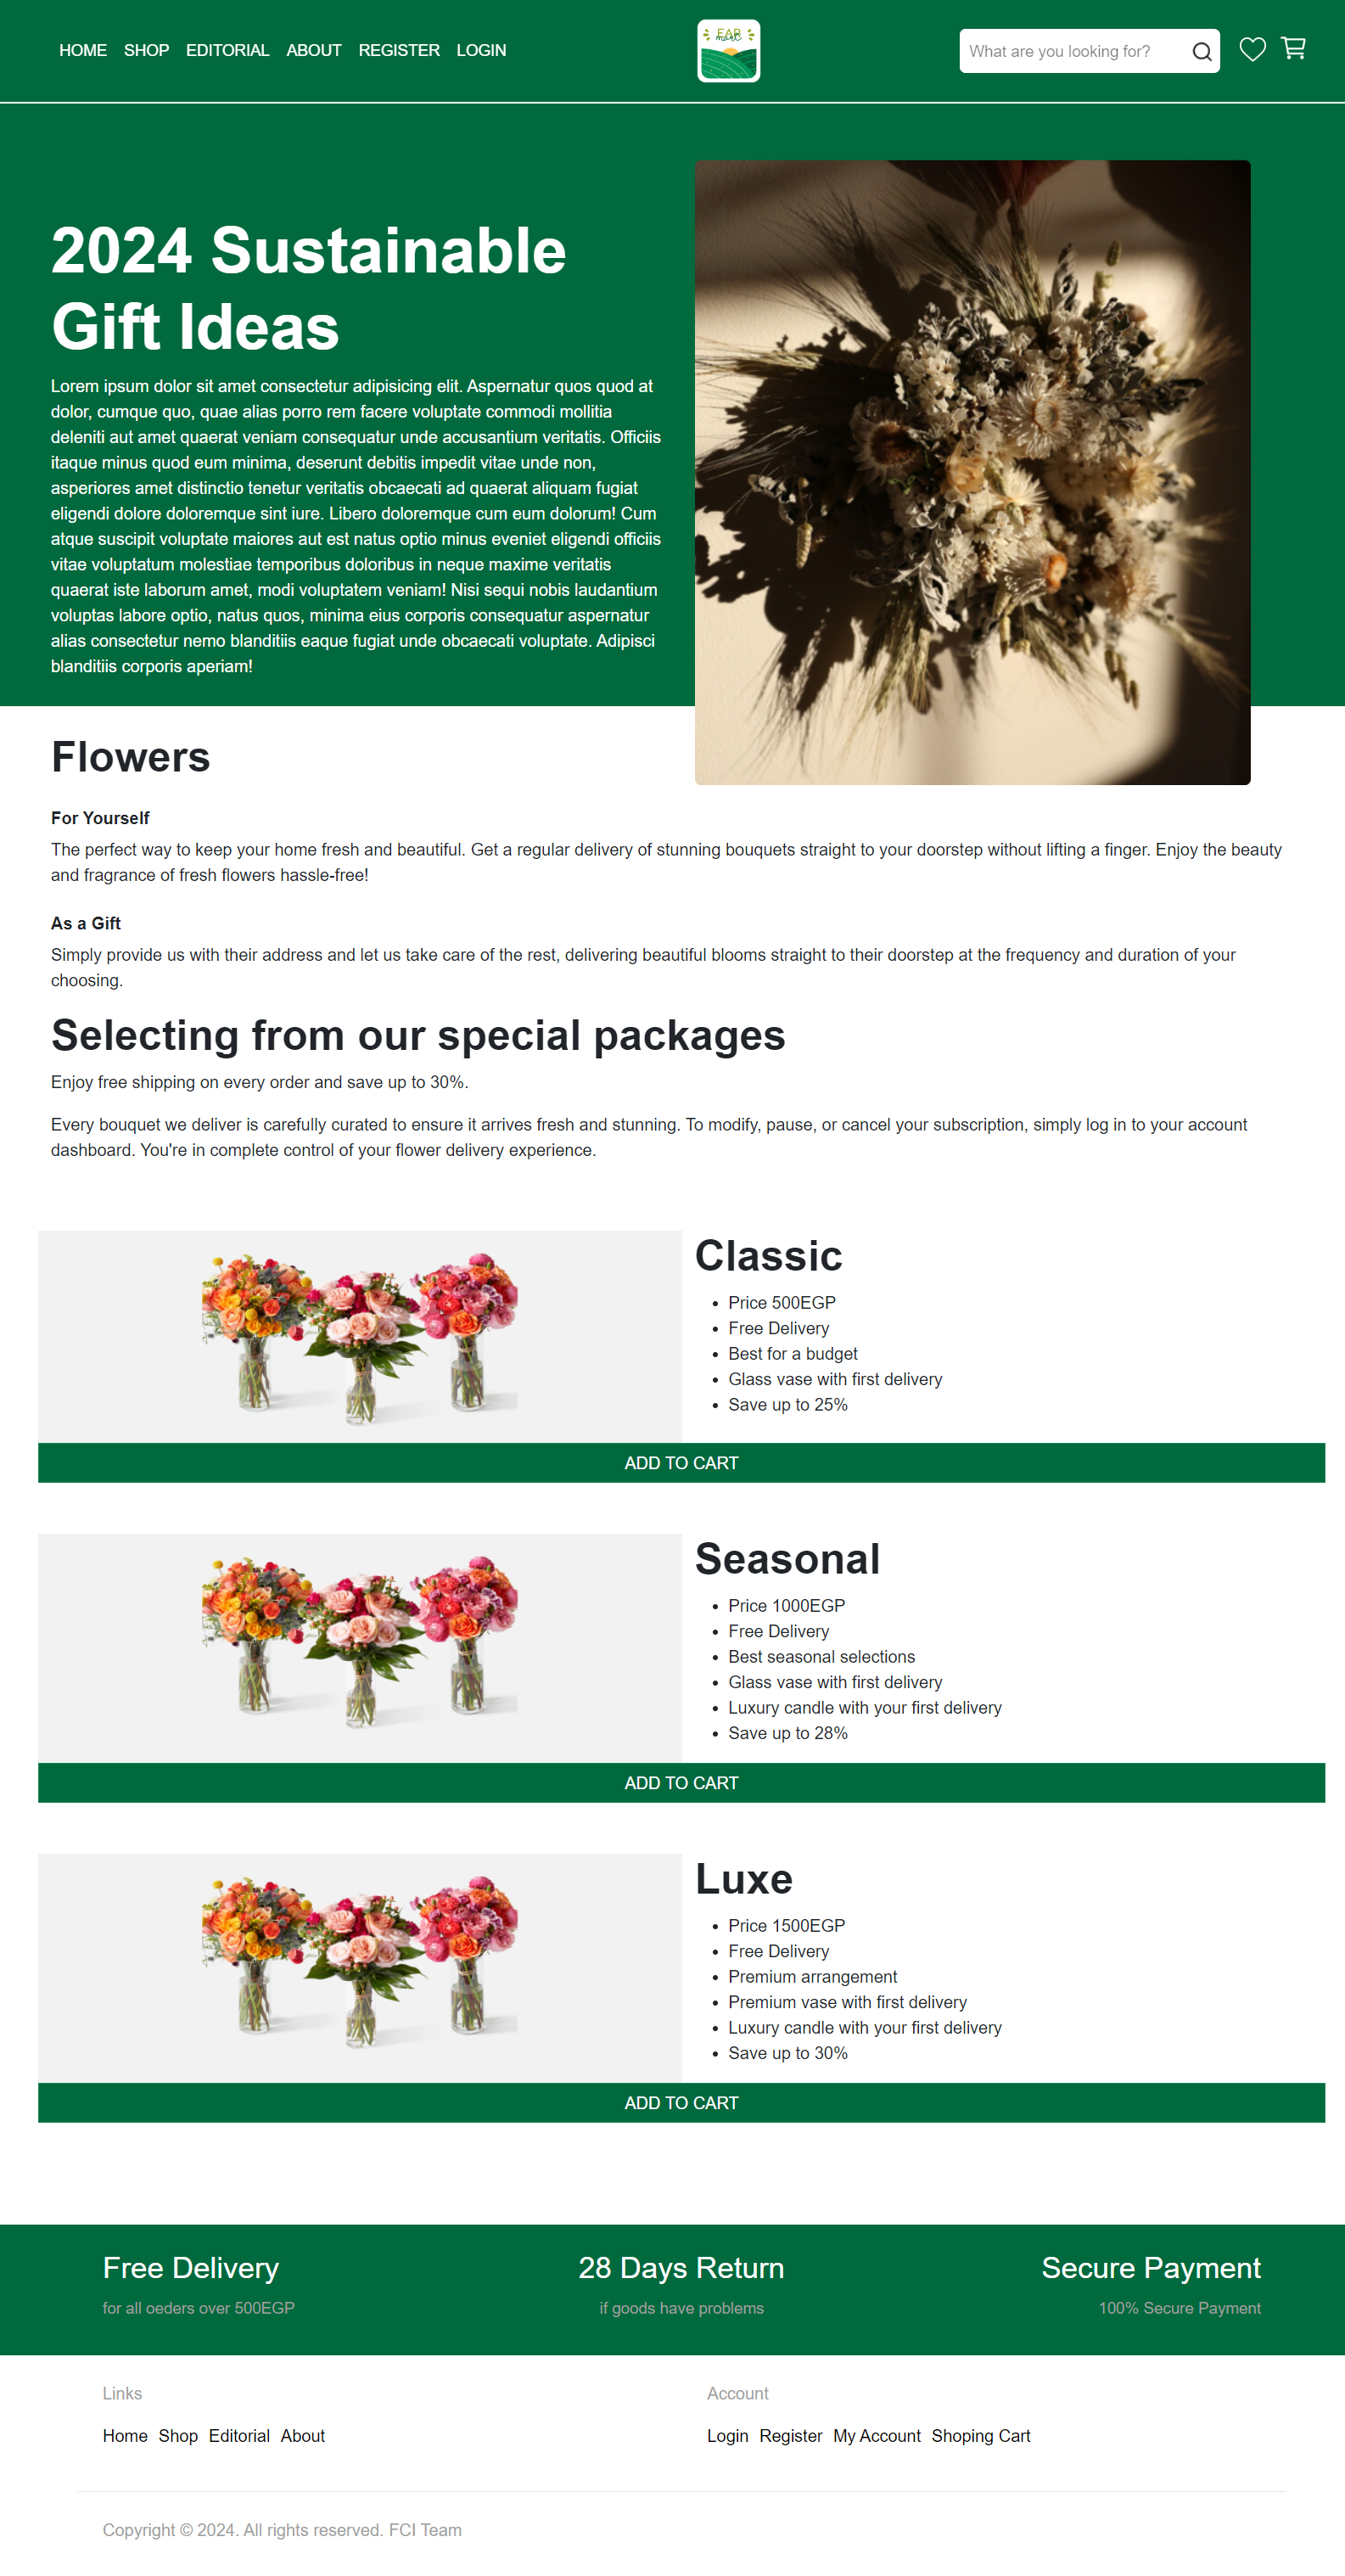 HOME SHOP EDITORIAL ABOUT REGISTER LOGIN
FAR
mart
What are you looking for?
2024 Sustainable
Gift Ideas
Lorem ipsum dolor sit amet consectetur adipisicing elit. Aspernatur quos quod at
dolor, cumque quo, quae alias porro rem facere voluptate commodi mollitia
deleniti aut amet quaerat veniam consequatur unde accusantium veritatis. Officiis
itaque minus quod eum minima, deserunt debitis impedit vitae unde non,
asperiores amet distinctio tenetur veritatis obcaecati ad quaerat aliquam fugiat
eligendi dolore doloremque sint iure. Libero doloremque cum eum dolorum! Cum
atque suscipit voluptate maiores aut est natus optio minus eveniet eligendi officiis
vitae voluptatum molestiae temporibus doloribus in neque maxime veritatis
quaerat iste laborum amet, modi voluptatem veniam! Nisi sequi nobis laudantium
voluptas labore optio, natus quos, minima eius corporis consequatur aspernatur
alias consectetur nemo blanditiis eaque fugiat unde obcaecati voluptate. Adipisci
blanditiis corporis aperiam!
Flowers
For Yourself
The perfect way to keep your home fresh and beautiful. Get a regular delivery of stunning bouquets straight to your doorstep without lifting a finger. Enjoy the beauty
and fragrance of fresh flowers hassle-free!
As a Gift
Simply provide us with their address and let us take care of the rest, delivering beautiful blooms straight to their doorstep at the frequency and duration of your
choosing.
Selecting from our special packages
Enjoy free shipping on every order and save up to 30%.
Every bouquet we deliver is carefully curated to ensure it arrives fresh and stunning. To modify, pause, or cancel your subscription, simply log in to your account
dashboard. You're in complete control of your flower delivery experience.
Classic
• Price 500EGP
• Free Delivery
• Best for a budget
• Glass vase with first delivery
• Save up to 25%
ADD TO CART
Seasonal
• Price 1000EGP
• Free Delivery
• Best seasonal selections
• Glass vase with first delivery
• Luxury candle with your first delivery
• Save up to 28%
ADD TO CART
Luxe
• Price 1500EGP
• Free Delivery
• Premium arrangement
• Premium vase with first delivery
• Luxury candle with your first delivery
• Save up to 30%
ADD TO CART
Free Delivery
for all oeders over 500EGP
28 Days Return
if goods have problems
Secure Payment
100% Secure Payment
Links
Home Shop Editorial About
Account
Login Register My Account Shoping Cart
Copyright © 2024. All rights reserved. FCI Team